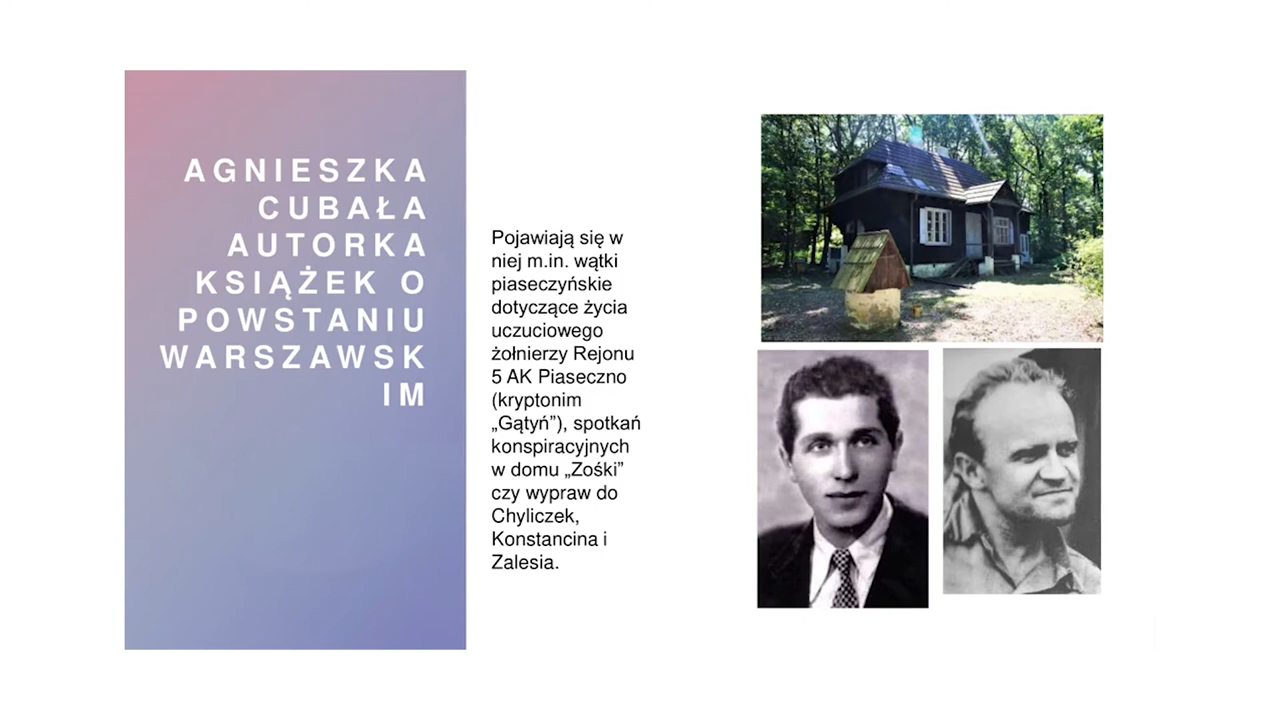 AGNIESZKA
CUBAŁA
AUTORKA
KSIĄŻEK O
POWSTANIU
WARSZAWSK
IM
Pojawiają się w
niej m.in. wątki
piaseczyńskie
dotyczące życia
uczuciowego
żołnierzy Rejonu
5 AK Piaseczno
(kryptonim
„Gątyń”), spotkań
konspiracyjnych
w domu „Zośki”
czy wypraw do
Chyliczek,
Konstancina i
Zalesia.